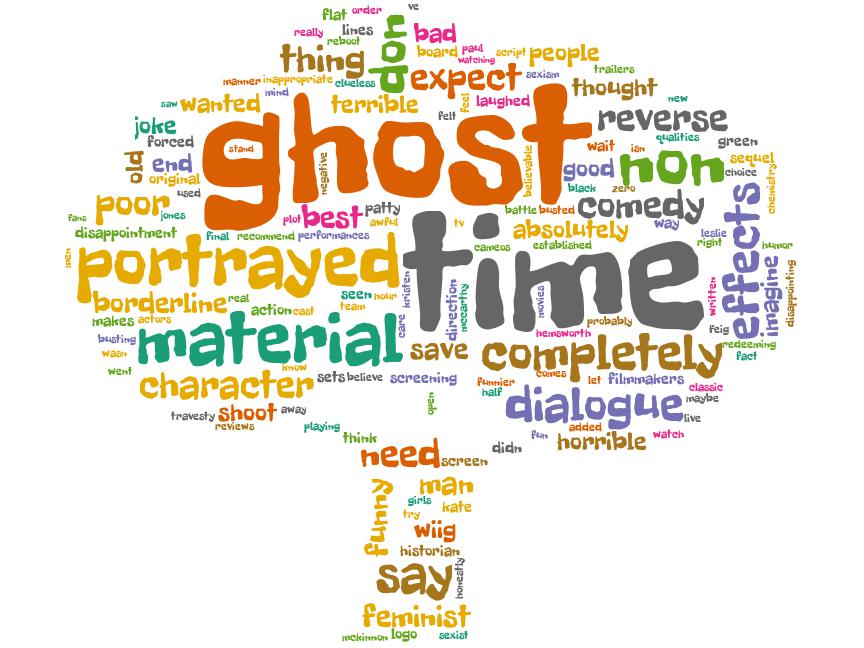 flat order ve
really lines don bad
reboot board paul script people
thing watching
manner inappropriate clueless expect sexism trailers
mind thought
saw wanted terrible feel laughed new
joke felt reverse qualities
forced stand wait isn green
old end negative believable good non sequel
original choice chemistry
used black zero
poor jones plot best patty battle busted comedy effects
fans awful tv way
disappointment final recommend performances absolutely leslie
men portrayed ghost time cameos established right humor
borderline real seen hour kristen direction mccarthy movies written imagine disappointing
makes actors action cast team care probably
busting material hemsworth feig
wasn save completely redeeming
went know fact
character sets believe screening funnier comes let filmmakers classic
half dialogue maybe
travesty shoot away open live
reviews playing added
think fun horrible watch
didn
need screen
funny man
girls kate
try
wiig
historian
say honestly
feminist
mckinnon logo sexist